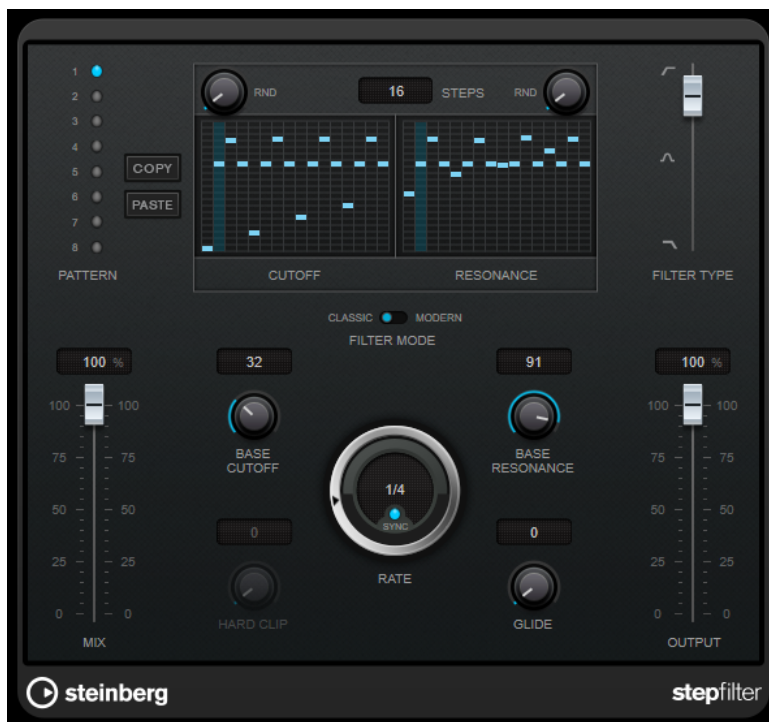 1
2
3
4
5
6
7
8
PATTERN
COPY
PASTE
RND
16 STEPS
RND
CUTOFF
RESONANCE
FILTER TYPE
CLASSIC MODERN
FILTER MODE
100 %
32
91
100 %
100 100
75 75
50 50
25 25
0 0
MIX
BASE
CUTOFF
0
HARD CLIP
1/4
SYNC
RATE
BASE
RESONANCE
0
GLIDE
100 100
75 75
50 50
25 25
0 0
OUTPUT
steinberg
stepfilter